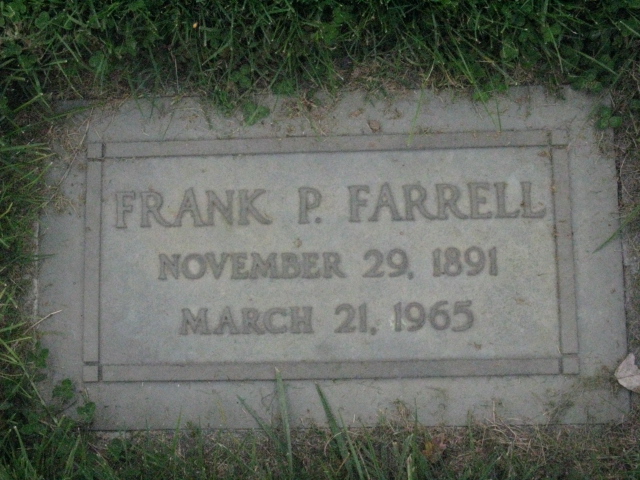 FRANK P. FARRELL
NOVEMBER 29, 1891
MARCH 21, 1965